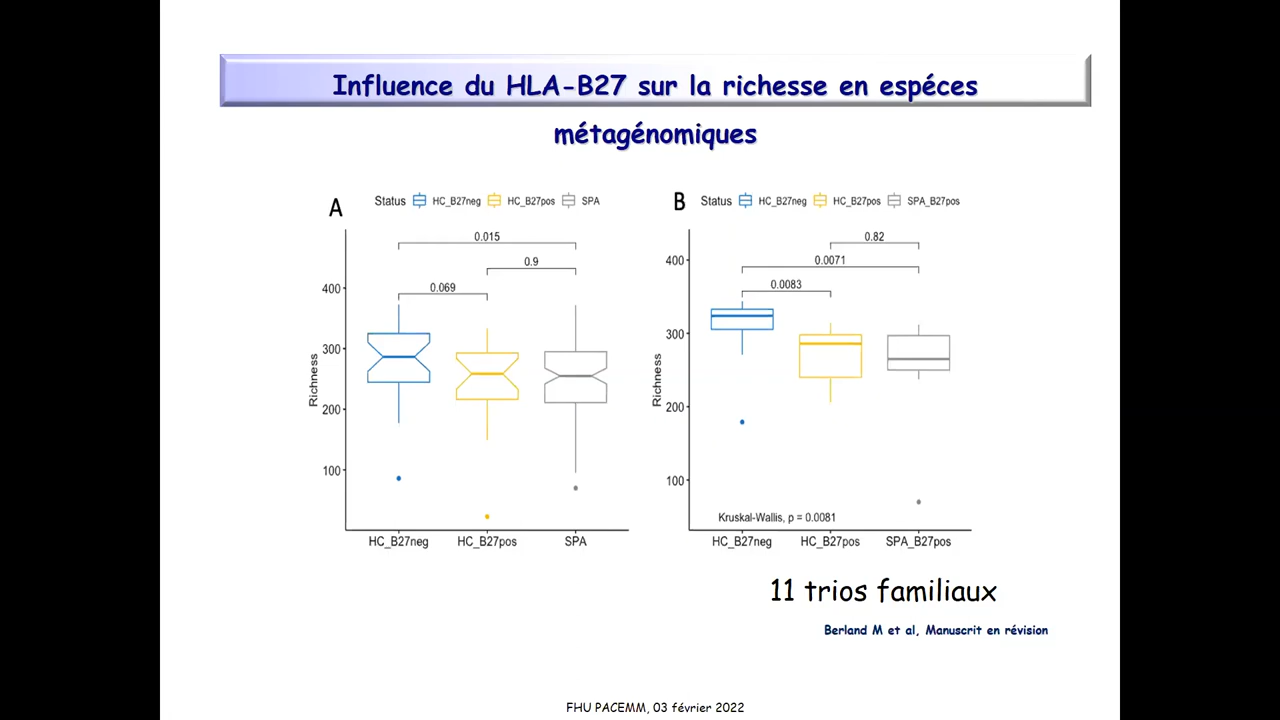 Influence du HLA-B27 sur la richesse en espéces
métagénomiques
A
Status HC_B27neg HC_B27pos SPA
0.015
0.9
0.069
400
300
200
100
Richness
HC_B27neg HC_B27pos SPA
B
Status HC_B27neg HC_B27pos SPA_B27pos
0.82
0.0071
0.0083
400
300
200
100
Richness
Kruskal-Wallis, p = 0.0081
HC_B27neg HC_B27pos SPA_B27pos
11 trios familiaux
Berland M et al, Manuscrit en révision
FHU PACEMM, 03 février 2022